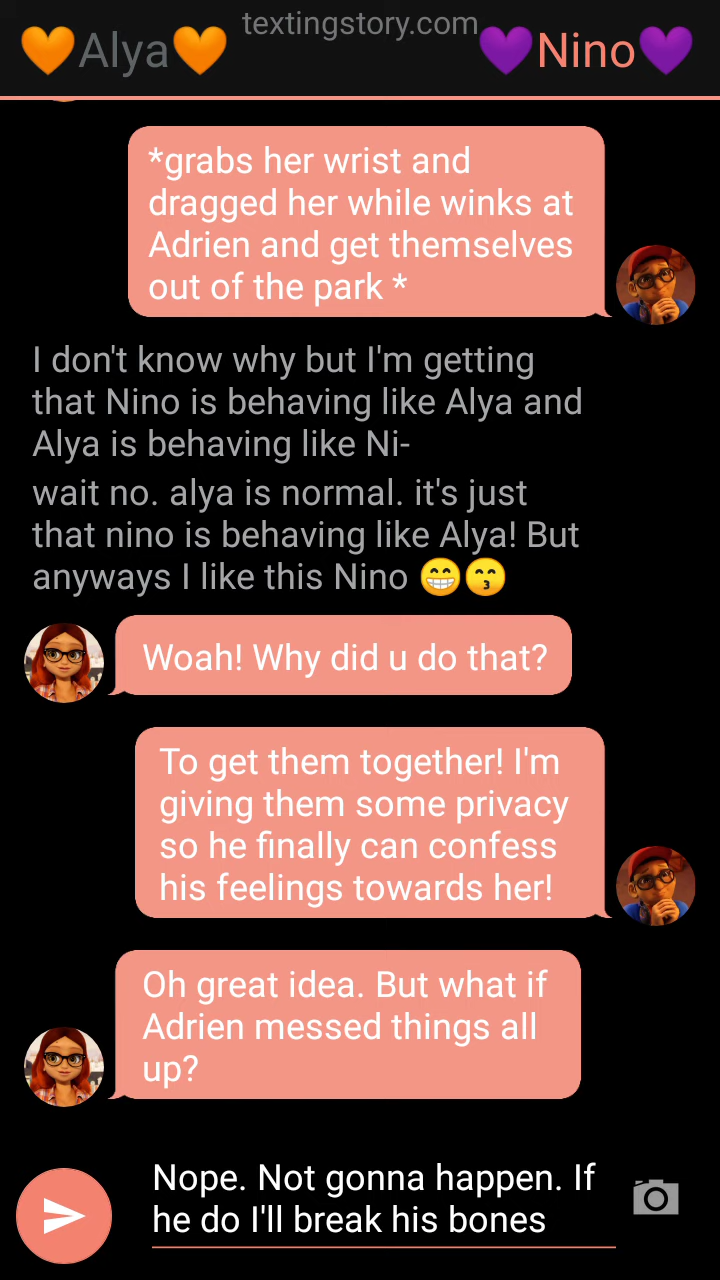 textingstory.com
🧡Alya🧡 💜Nino💜
*grabs her wrist and
dragged her while winks at
Adrien and get themselves
out of the park *
I don't know why but I'm getting
that Nino is behaving like Alya and
Alya is behaving like Ni-
wait no. alya is normal. it's just
that nino is behaving like Alya! But
anyways I like this Nino 😁😙
Woah! Why did u do that?
To get them together! I'm
giving them some privacy
so he finally can confess
his feelings towards her!
Oh great idea. But what if
Adrien messed things all
up?
Nope. Not gonna happen. If
he do I'll break his bones